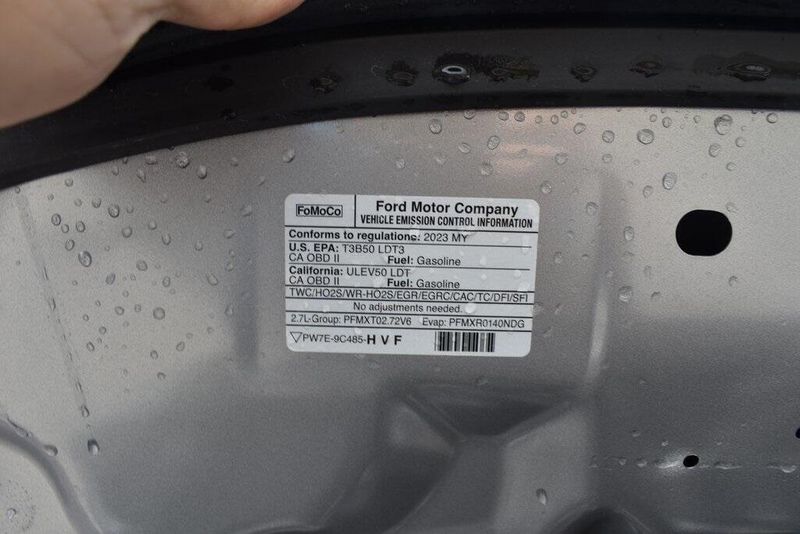 FoMoCo
Ford Motor Company
VEHICLE EMISSION CONTROL INFORMATION
Conforms to regulations: 2023 MY
U.S. EPA: T3B50 LDT3
CA OBD II Fuel: Gasoline
California: ULEV50 LDT
CA OBD II Fuel: Gasoline
TWC/HO2S/WR-HO2S/EGR/EGRC/CAC/TC/DFI/SFI
No adjustments needed.
2.7L-Group: PFMXT02.72V6 Evap: PFMXR0140NDG
PW7E-9C485-HVF